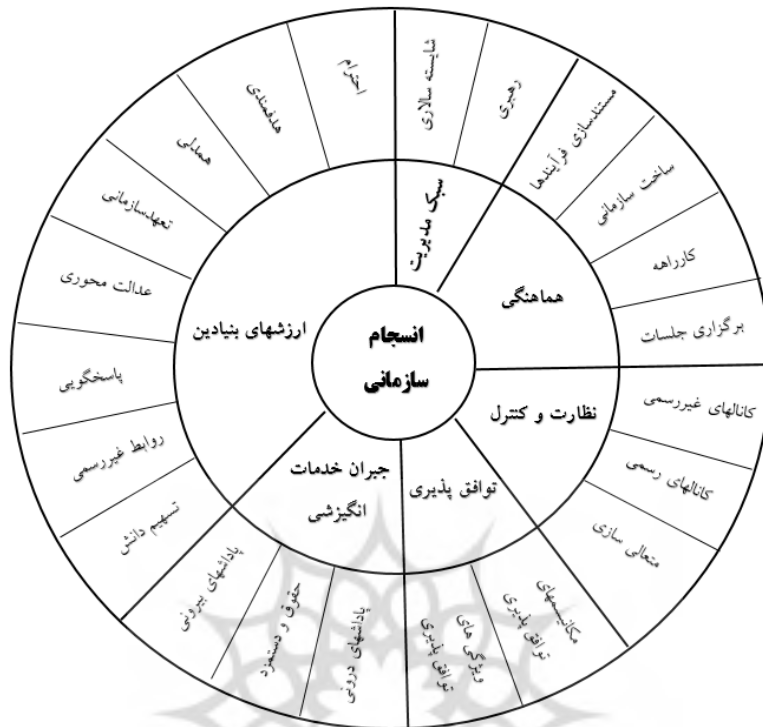 انسجام
سازمانی
سبک مدیریت
هماهنگی
نظارت و کنترل
توافق پذیری
جبران خدمات
انگیزشی
ارزشهای بنیادین
شایسته سالاری
رهبری
مستندسازی فرآیندها
ساخت سازمانی
کارراهه
برگزاری جلسات
کانالهای غیررسمی
کانالهای رسمی
متعالی سازی
مکانیسمهای
توافق پذیری
ویژگی های
توافق پذیری
پاداشهای درونی
حقوق و دستمزد
پاداشهای بیرونی
تسهیم دانش
روابط غیررسمی
پاسخگویی
عدالت محوری
تعهدسازمانی
همدلی
هدفمندی
احترام